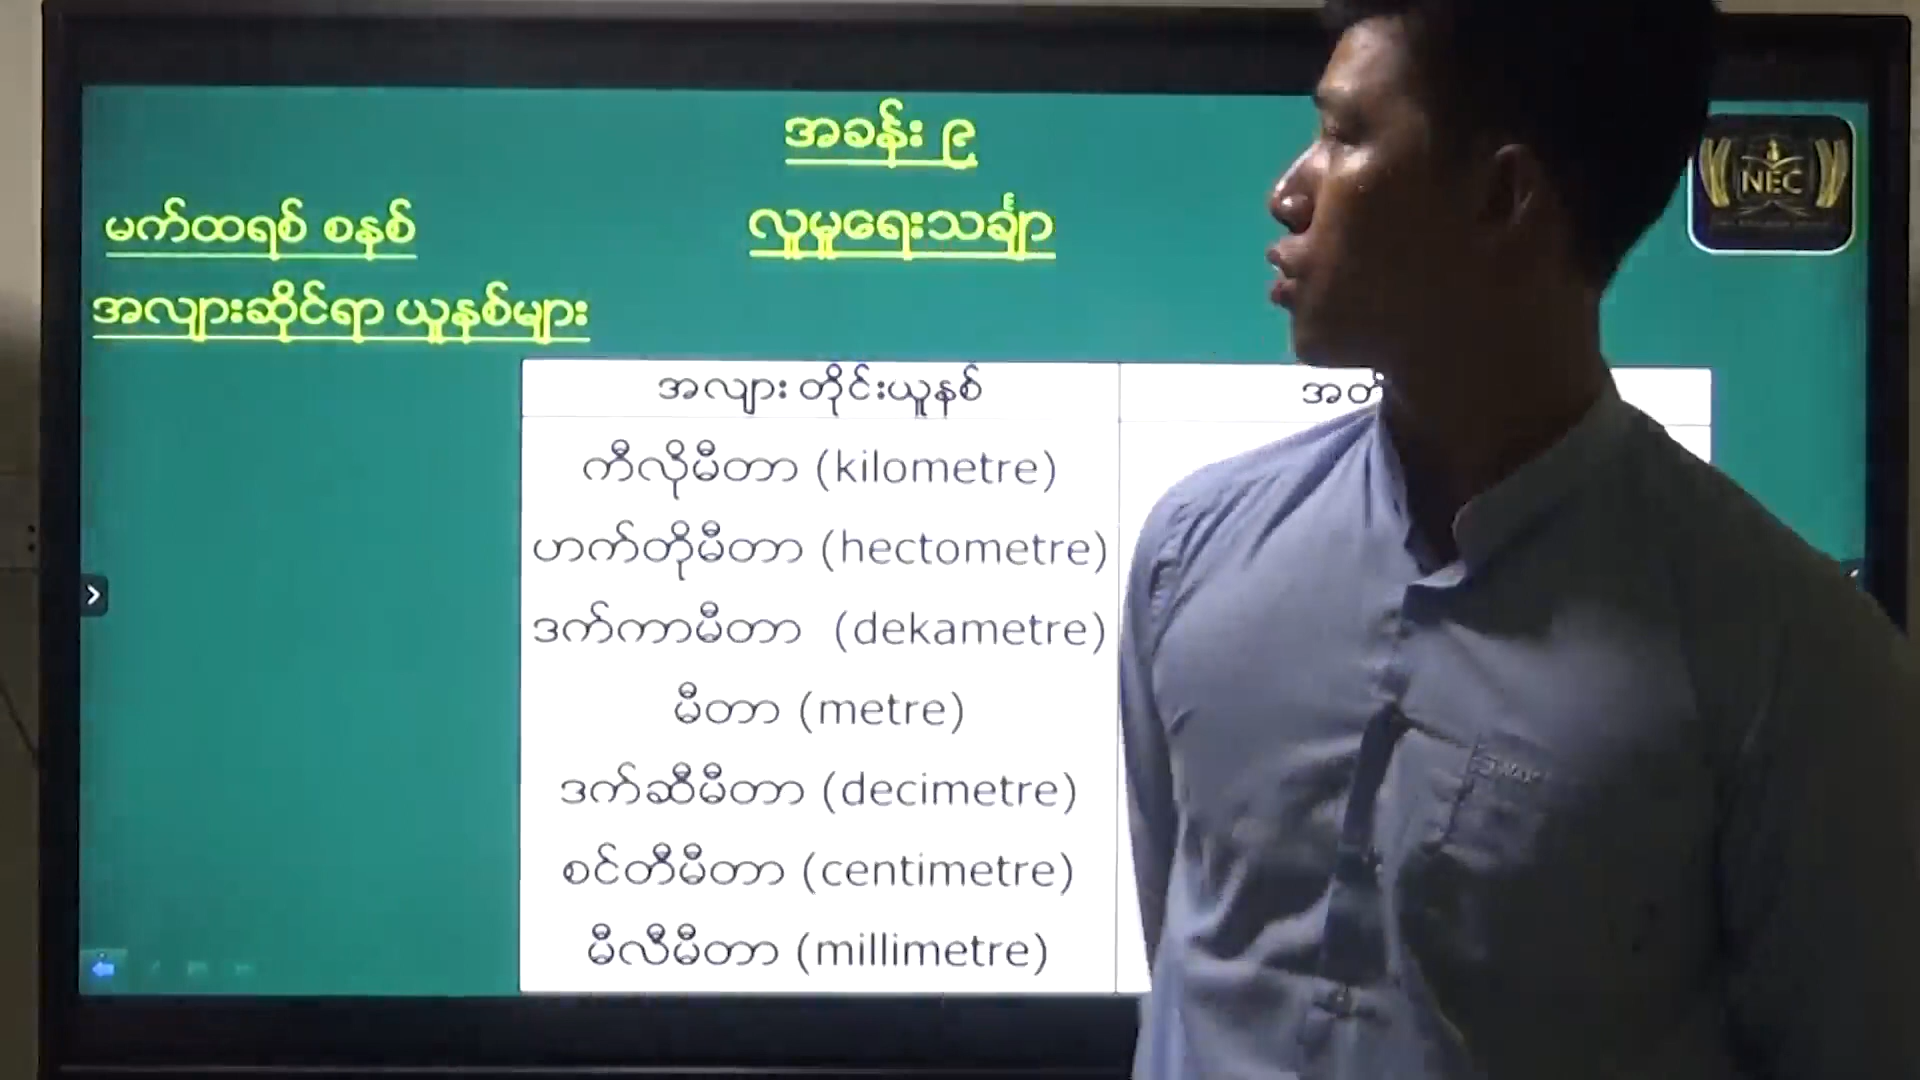 အခန်း ၉
NEC
မက်ထရစ် စနစ်
လူမှုရေးသင်္ချာ
အလျားဆိုင်ရာ ယူနစ်များ
အလျား တိုင်းယူနစ်
ကီလိုမီတာ (kilometre)
ဟက်တိုမီတာ (hectometre)
ဒက်ကာမီတာ (dekametre)
မီတာ (metre)
ဒက်ဆီမီတာ (decimetre)
စင်တီမီတာ (centimetre)
မီလီမီတာ (millimetre)